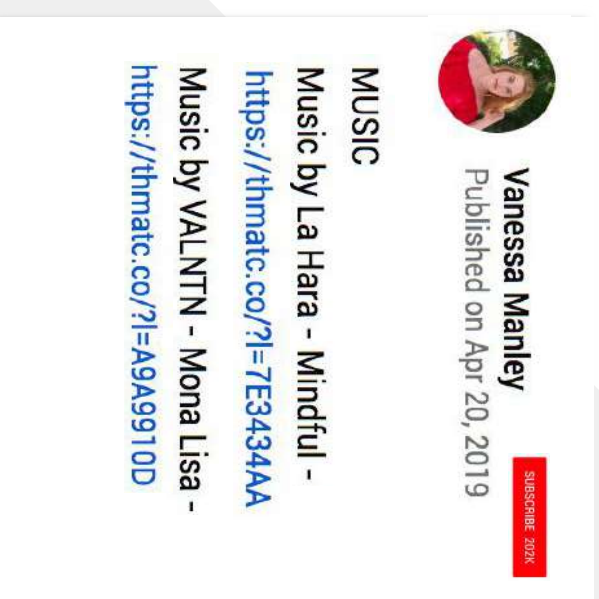 Vanessa Manley
Published on Apr 20, 2019
SUBSCRIBE 202K
MUSIC
Music by La Hara - Mindful -
https://thmatc.co/?l=7E3434AA
Music by VALNTN - Mona Lisa -
https://thmatc.co/?l=A9A9910D